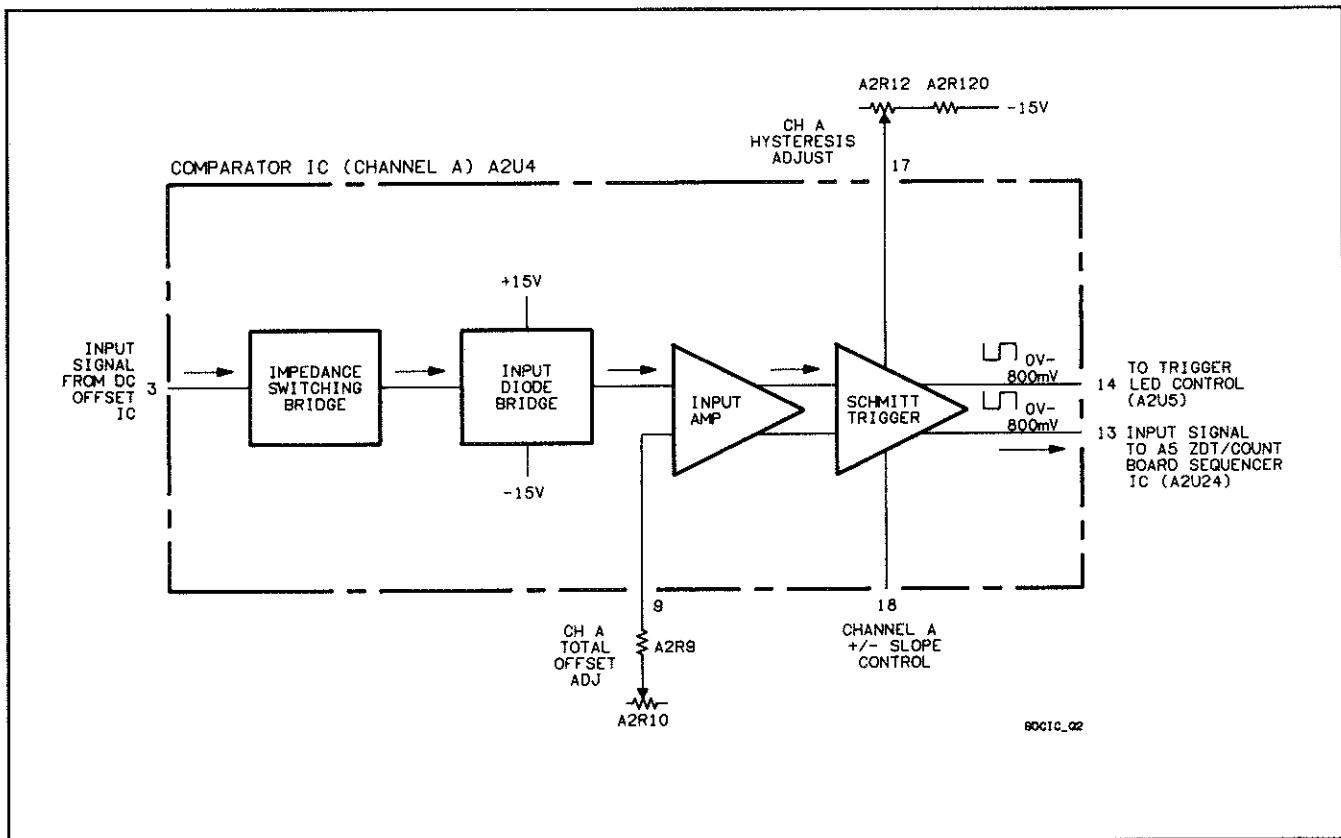 A2R12 A2R120
-15V
CH A
HYSTERESIS
ADJUST
17
COMPARATOR IC (CHANNEL A) A2U4
+15V
INPUT
SIGNAL
FROM DC
OFFSET
IC
3
IMPEDANCE
SWITCHING
BRIDGE
INPUT
DIODE
BRIDGE
-15V
INPUT
AMP
SCHMITT
TRIGGER
0V-
800mV
14
TO TRIGGER
LED CONTROL
(A2U5)
0V-
800mV
13 INPUT SIGNAL
TO A5 ZDT/COUNT
BOARD SEQUENCER
IC (A2U24)
9
CH A
TOTAL
OFFSET
ADJ
A2R9
A2R10
18
CHANNEL A
+/- SLOPE
CONTROL